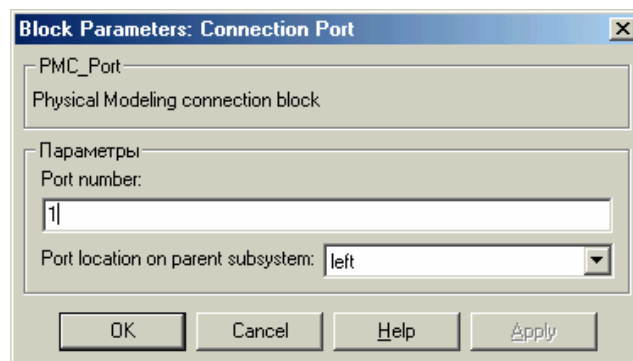 Block Parameters: Connection Port
PMC_Port
Physical Modeling connection block
Параметры
Port number:
1
Port location on parent subsystem: left
OK Cancel Help Apply